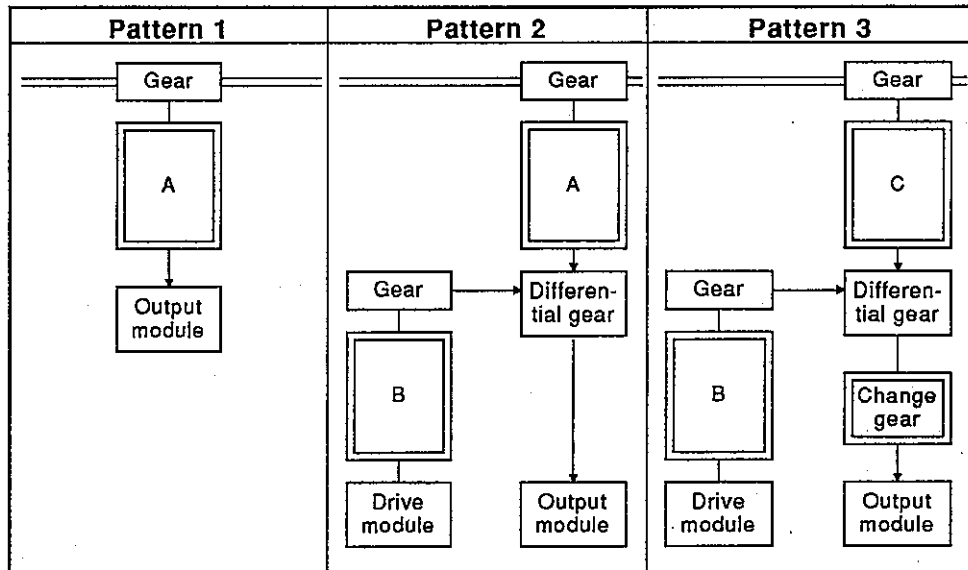 Pattern 1
Pattern 2
Pattern 3
Gear
A
Output
module
Gear
A
Gear
Differen-
tial gear
B
Drive
module
Output
module
Gear
C
Gear
Differen-
tial gear
B
Change
gear
Drive
module
Output
module